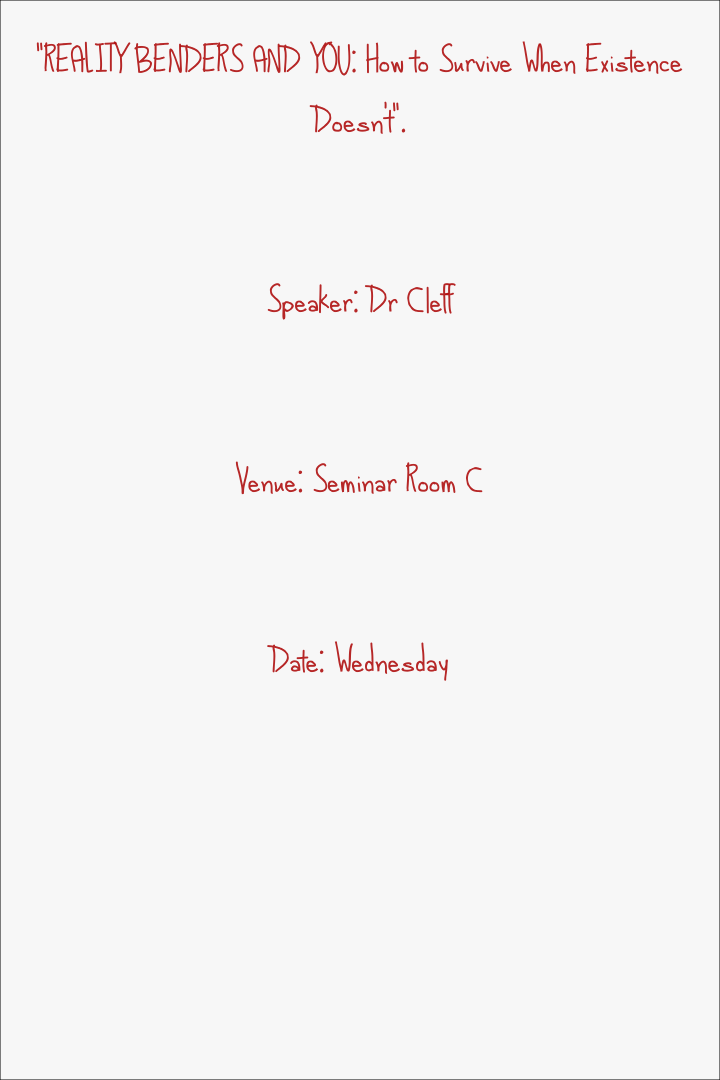 "REALITY BENDERS AND YOU: How to Survive When Existence
Doesn't".
Speaker: Dr Cleff
Venue: Seminar Room C
Date: Wednesday